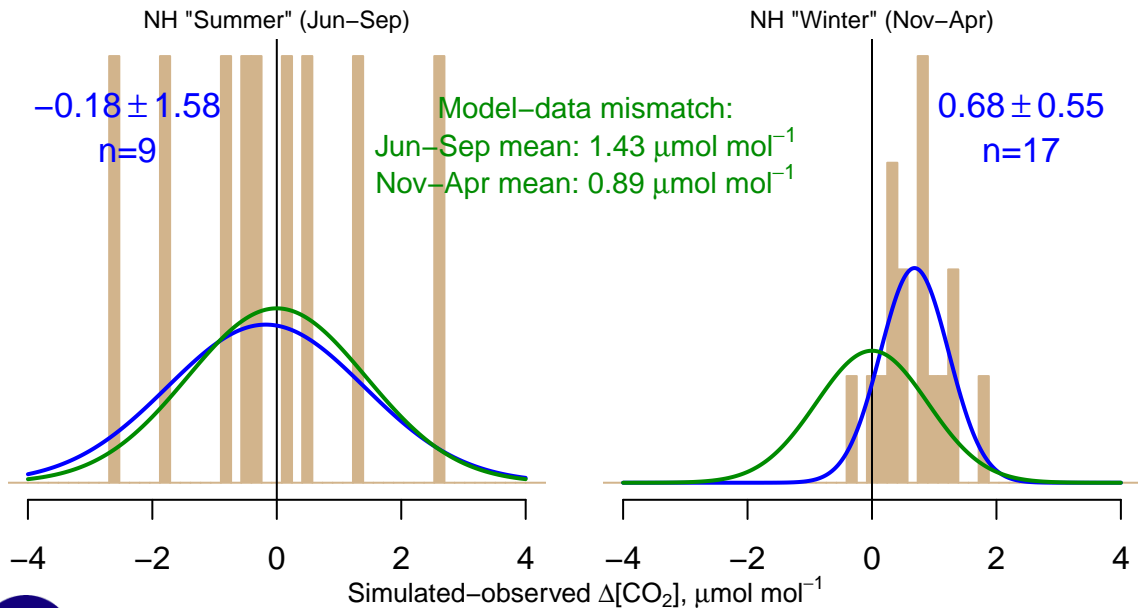 NH "Summer" (Jun−Sep)
NH "Winter" (Nov−Apr)
−0.18 ± 1.58
n=9
Model−data mismatch:
Jun−Sep mean: 1.43 μmol mol⁻¹
Nov−Apr mean: 0.89 μmol mol⁻¹
0.68 ± 0.55
n=17
−4 −2 0 2 4
−4 −2 0 2 4
Simulated−observed Δ[CO₂], μmol mol⁻¹